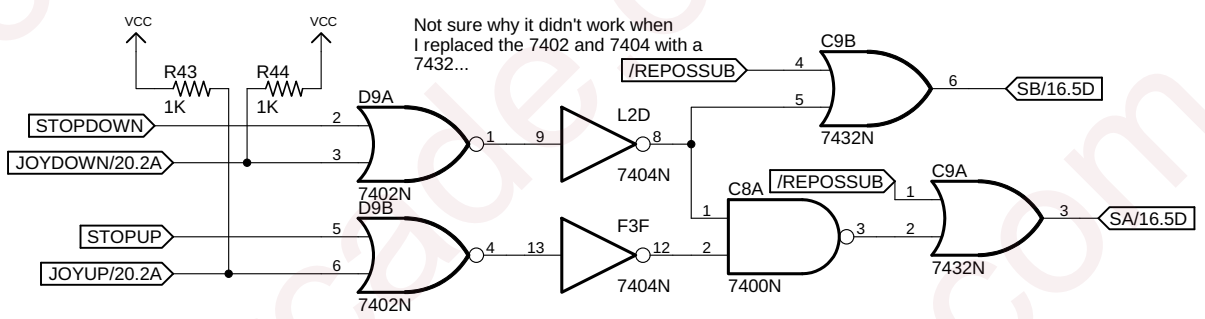 VCC
VCC
Not sure why it didn't work when
I replaced the 7402 and 7404 with a
7432...
R43
1K
R44
1K
STOPDOWN
JOYDOWN/20.2A
STOPUP
JOYUP/20.2A
D9A
2
3
1
7402N
D9B
5
6
4
7402N
L2D
9
8
7404N
F3F
13
12
7404N
/REPOSSUB
C9B
4
5
6
7432N
SB/16.5D
C8A
1
2
3
7400N
/REPOSSUB
C9A
1
2
3
7432N
SA/16.5D